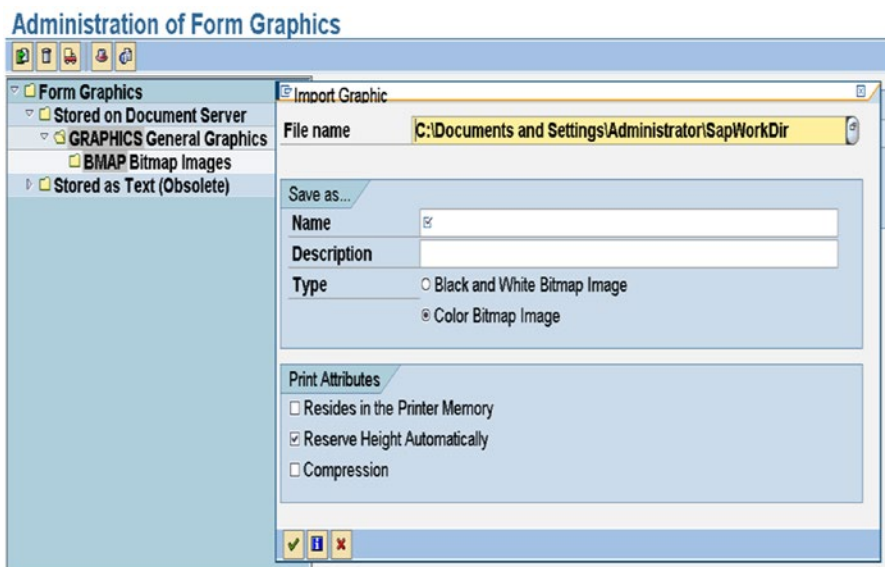 Administration of Form Graphics
Form Graphics
Stored on Document Server
GRAPHICS General Graphics
BMAP Bitmap Images
Stored as Text (Obsolete)
Import Graphic
File name C:\Documents and Settings\Administrator\SapWorkDir
Save as...
Name
Description
Type Black and White Bitmap Image
Color Bitmap Image
Print Attributes
Resides in the Printer Memory
Reserve Height Automatically
Compression